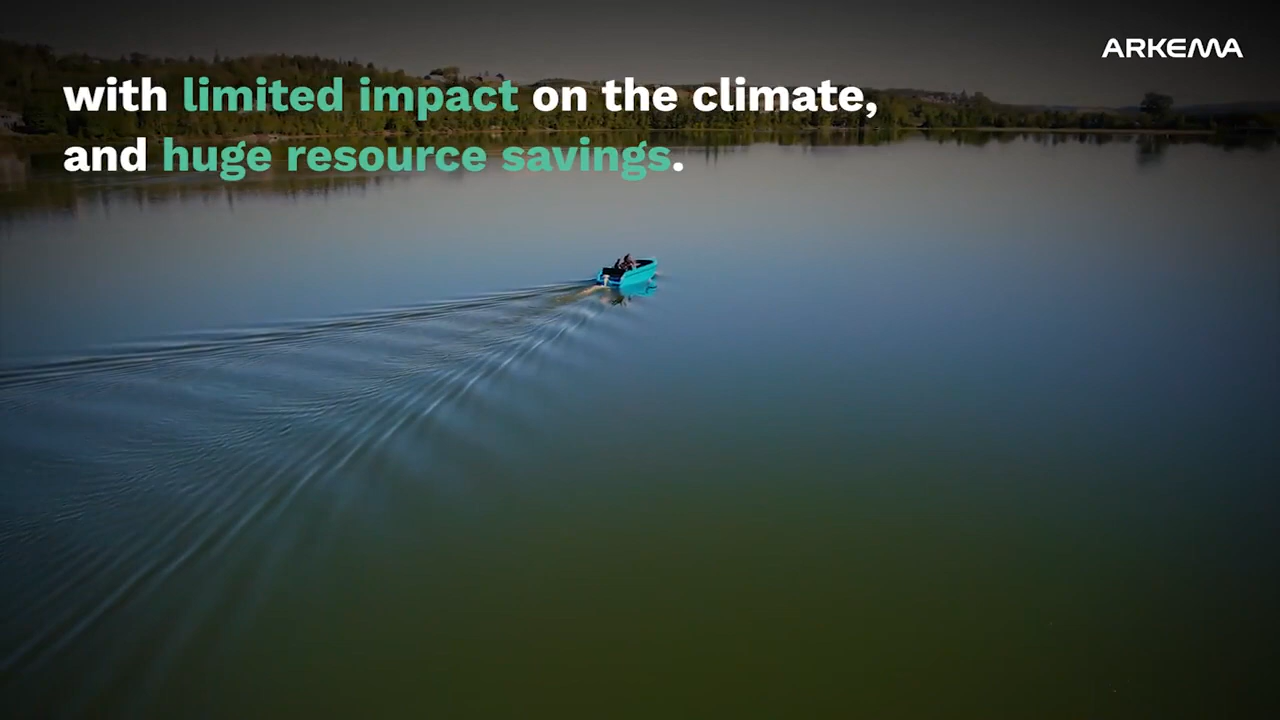 ARKEMA
with limited impact on the climate,
and huge resource savings.